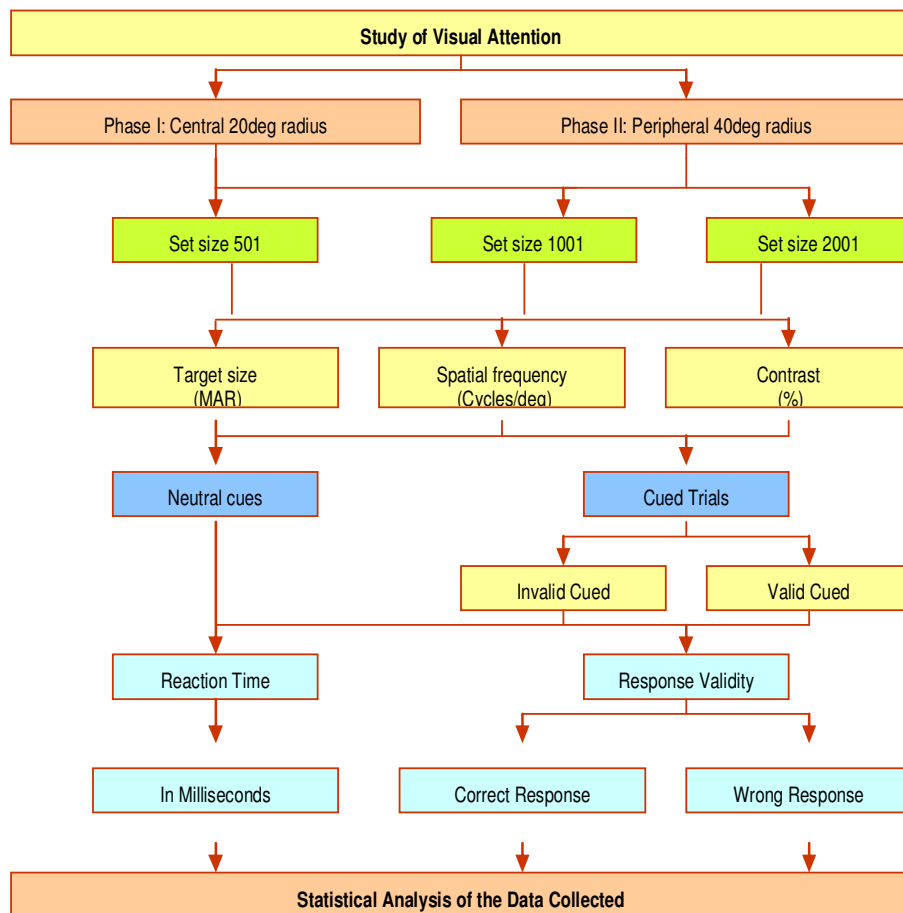 Study of Visual Attention
Phase I: Central 20deg radius
Phase II: Peripheral 40deg radius
Set size 501
Set size 1001
Set size 2001
Target size
(MAR)
Spatial frequency
(Cycles/deg)
Contrast
(%)
Neutral cues
Cued Trials
Invalid Cued
Valid Cued
Reaction Time
Response Validity
In Milliseconds
Correct Response
Wrong Response
Statistical Analysis of the Data Collected